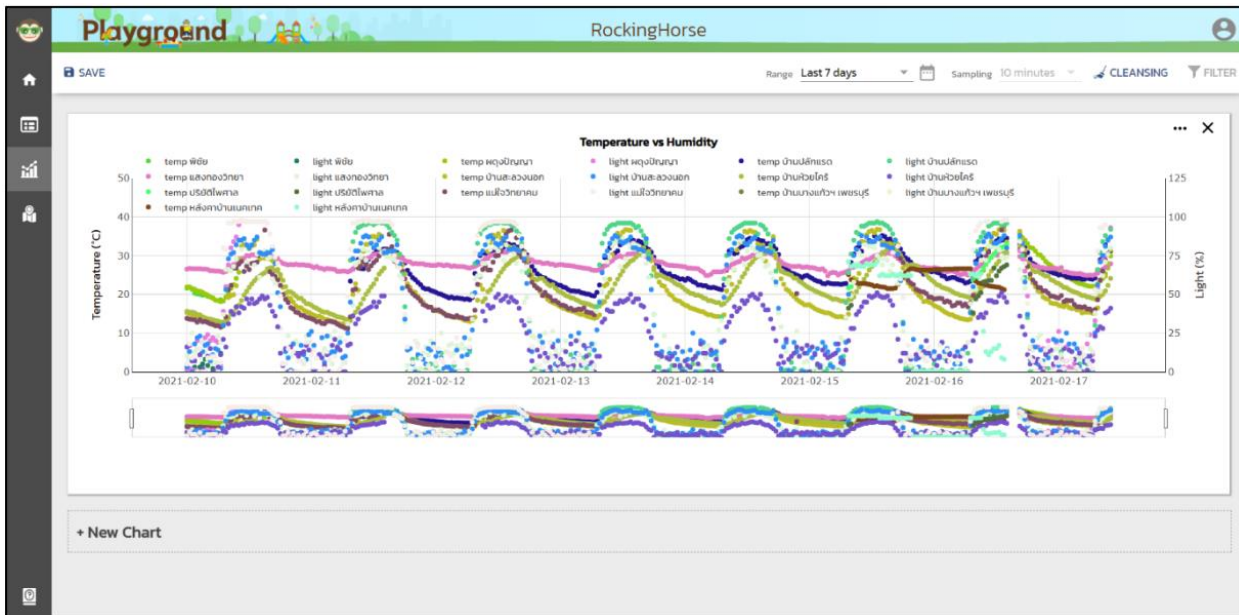 Playground
RockingHorse
SAVE
Range Last 7 days
Sampling 10 minutes
CLEANSING
FILTER
Temperature vs Humidity
temp พิชัย
light พิชัย
temp ผดุงปัญญา
light ผดุงปัญญา
temp บ้านปลักแรด
light บ้านปลักแรด
temp แสงทองวิทยา
light แสงทองวิทยา
temp บ้านสะลวงนอก
light บ้านสะลวงนอก
temp บ้านห้วยไคร้
light บ้านห้วยไคร้
temp ปริยัติไพศาล
light ปริยัติไพศาล
temp แม่ใจวิทยาคม
light แม่ใจวิทยาคม
temp บ้านบางแก้วฯ เพชรบุรี
light บ้านบางแก้วฯ เพชรบุรี
temp หลังคาบ้านเนคเทค
light หลังคาบ้านเนคเทค
Temperature (°C)
50
40
30
20
10
0
Light (%)
125
100
75
50
25
0
2021-02-10
2021-02-11
2021-02-12
2021-02-13
2021-02-14
2021-02-15
2021-02-16
2021-02-17
+ New Chart